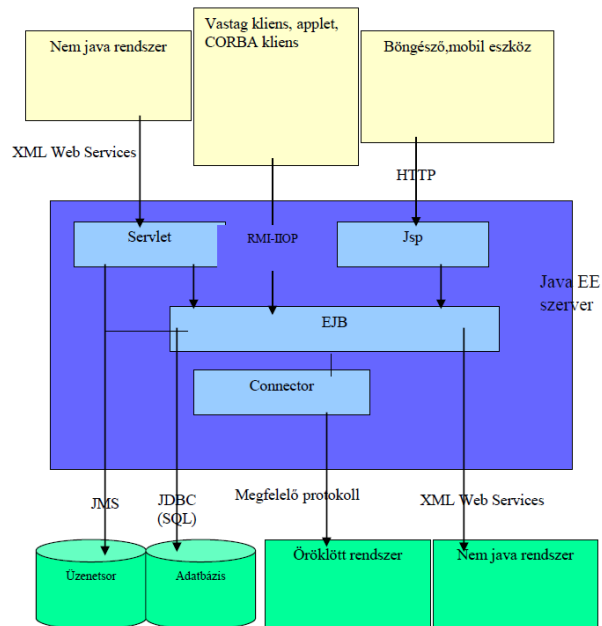 Nem java rendszer
Vastag kliens, applet,
CORBA kliens
Böngésző,mobil eszköz
XML Web Services
HTTP
Servlet
RMI-IIOP
Jsp
Java EE
szerver
EJB
Connector
JMS
JDBC
(SQL)
Megfelelő protokoll
XML Web Services
Üzenetsor
Adatbázis
Öröklött rendszer
Nem java rendszer